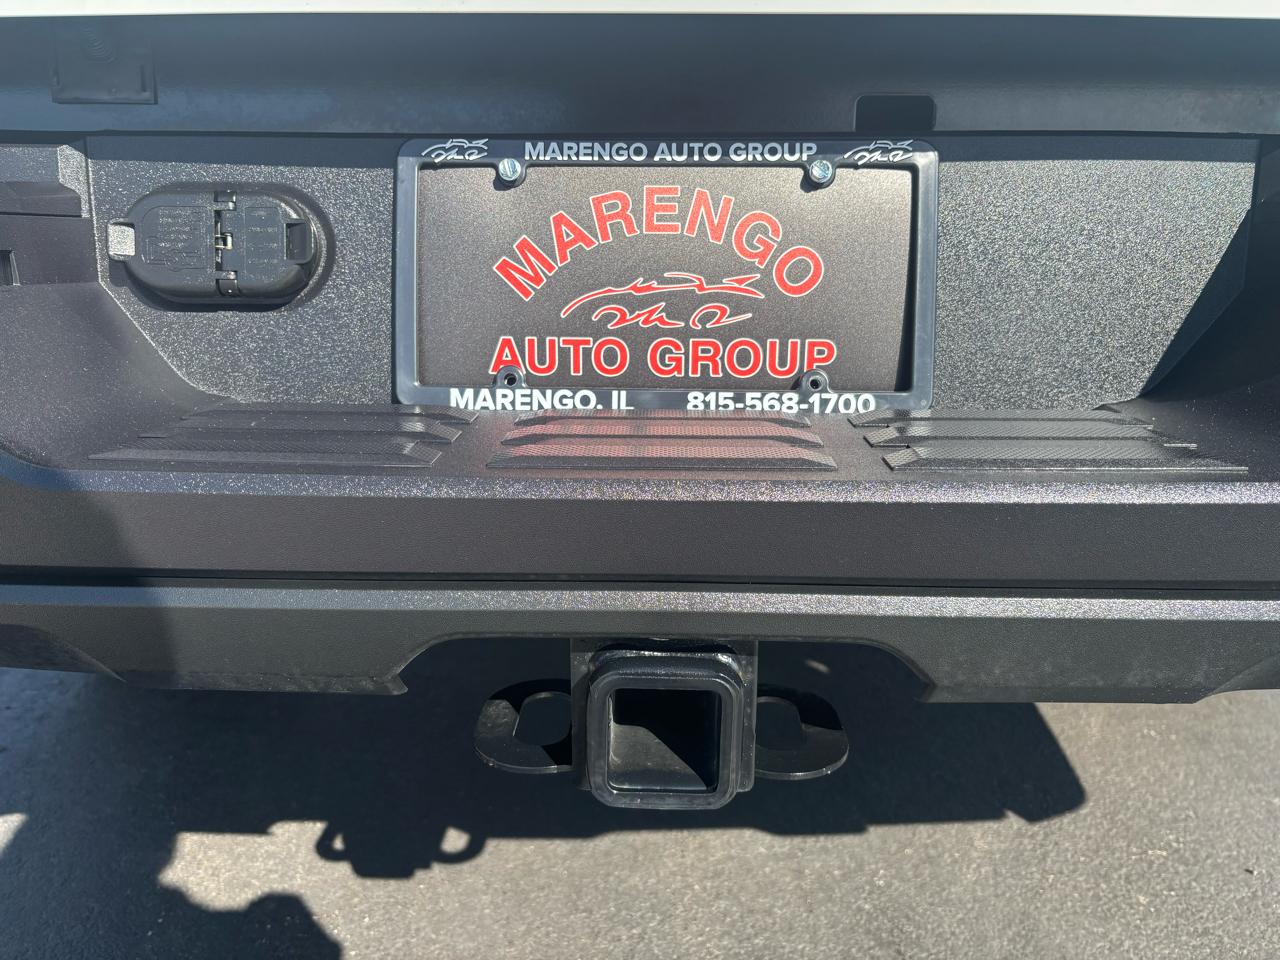 MARENGO AUTO GROUP
MARENGO
AUTO GROUP
MARENGO, IL 815-568-1700